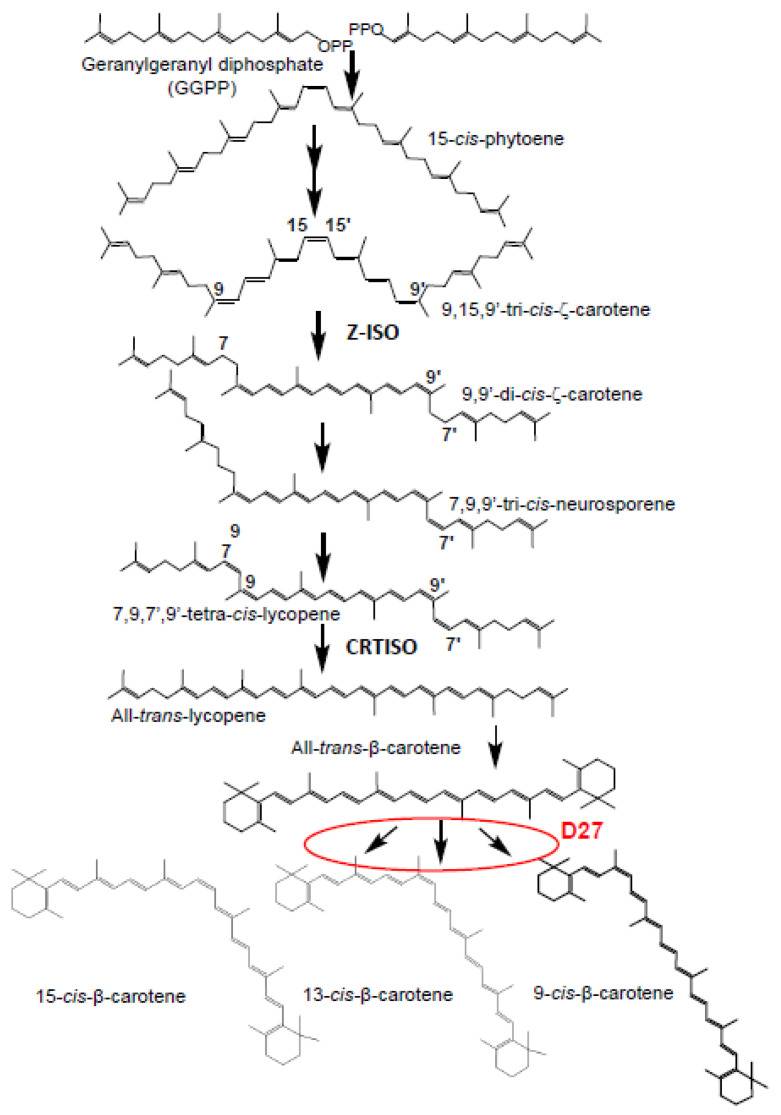 PPO
OPP
Geranylgeranyl diphosphate
(GGPP)
15-cis-phytoene
15 15'
9 9'
9,15,9'-tri-cis-ζ-carotene
Z-ISO
7
9'
9,9'-di-cis-ζ-carotene
7'
7,9,9'-tri-cis-neurosporene
7'
9
7
9 9'
7,9,7',9'-tetra-cis-lycopene
7'
CRTISO
All-trans-lycopene
All-trans-β-carotene
D27
15-cis-β-carotene
13-cis-β-carotene
9-cis-β-carotene